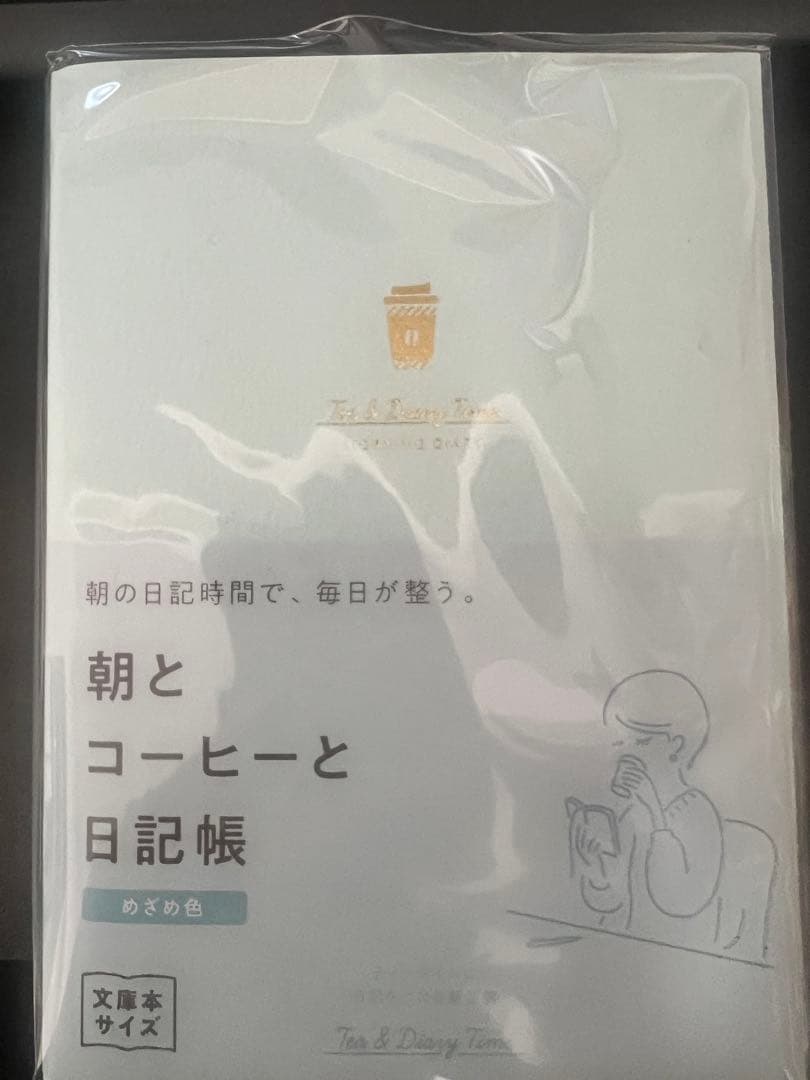 Tea & Diary Time
朝の日記時間で、毎日が整う。
朝と
コーヒーと
日記帳
めざめ色
文庫本
サイズ
Tea & Diary Time